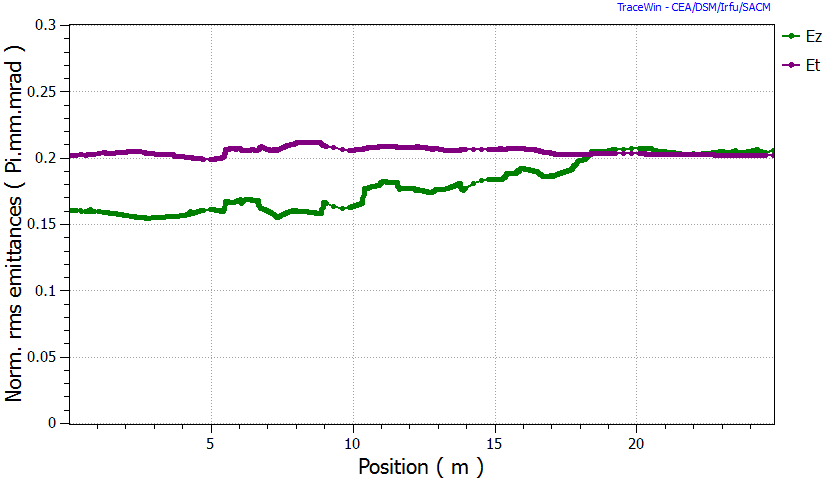 TraceWin - CEA/DSM/Irfu/SACM
Ez
Et
Norm. rms emittances ( Pi.mm.mrad )
0.3
0.25
0.2
0.15
0.1
0.05
0
5 10 15 20
Position ( m )